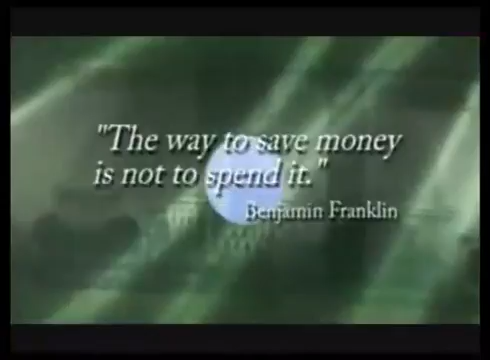 "The way to save money
is not to spend it."
Benjamin Franklin